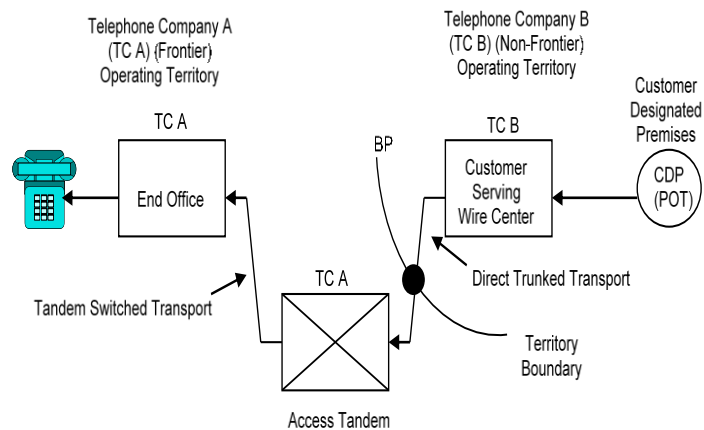 Telephone Company A
(TC A) (Frontier)
Operating Territory
Telephone Company B
(TC B) (Non-Frontier)
Operating Territory
Customer
Designated
Premises
TC A
End Office
BP
TC B
Customer
Serving
Wire Center
CDP
(POT)
Tandem Switched Transport
TC A
Direct Trunked Transport
Territory
Boundary
Access Tandem